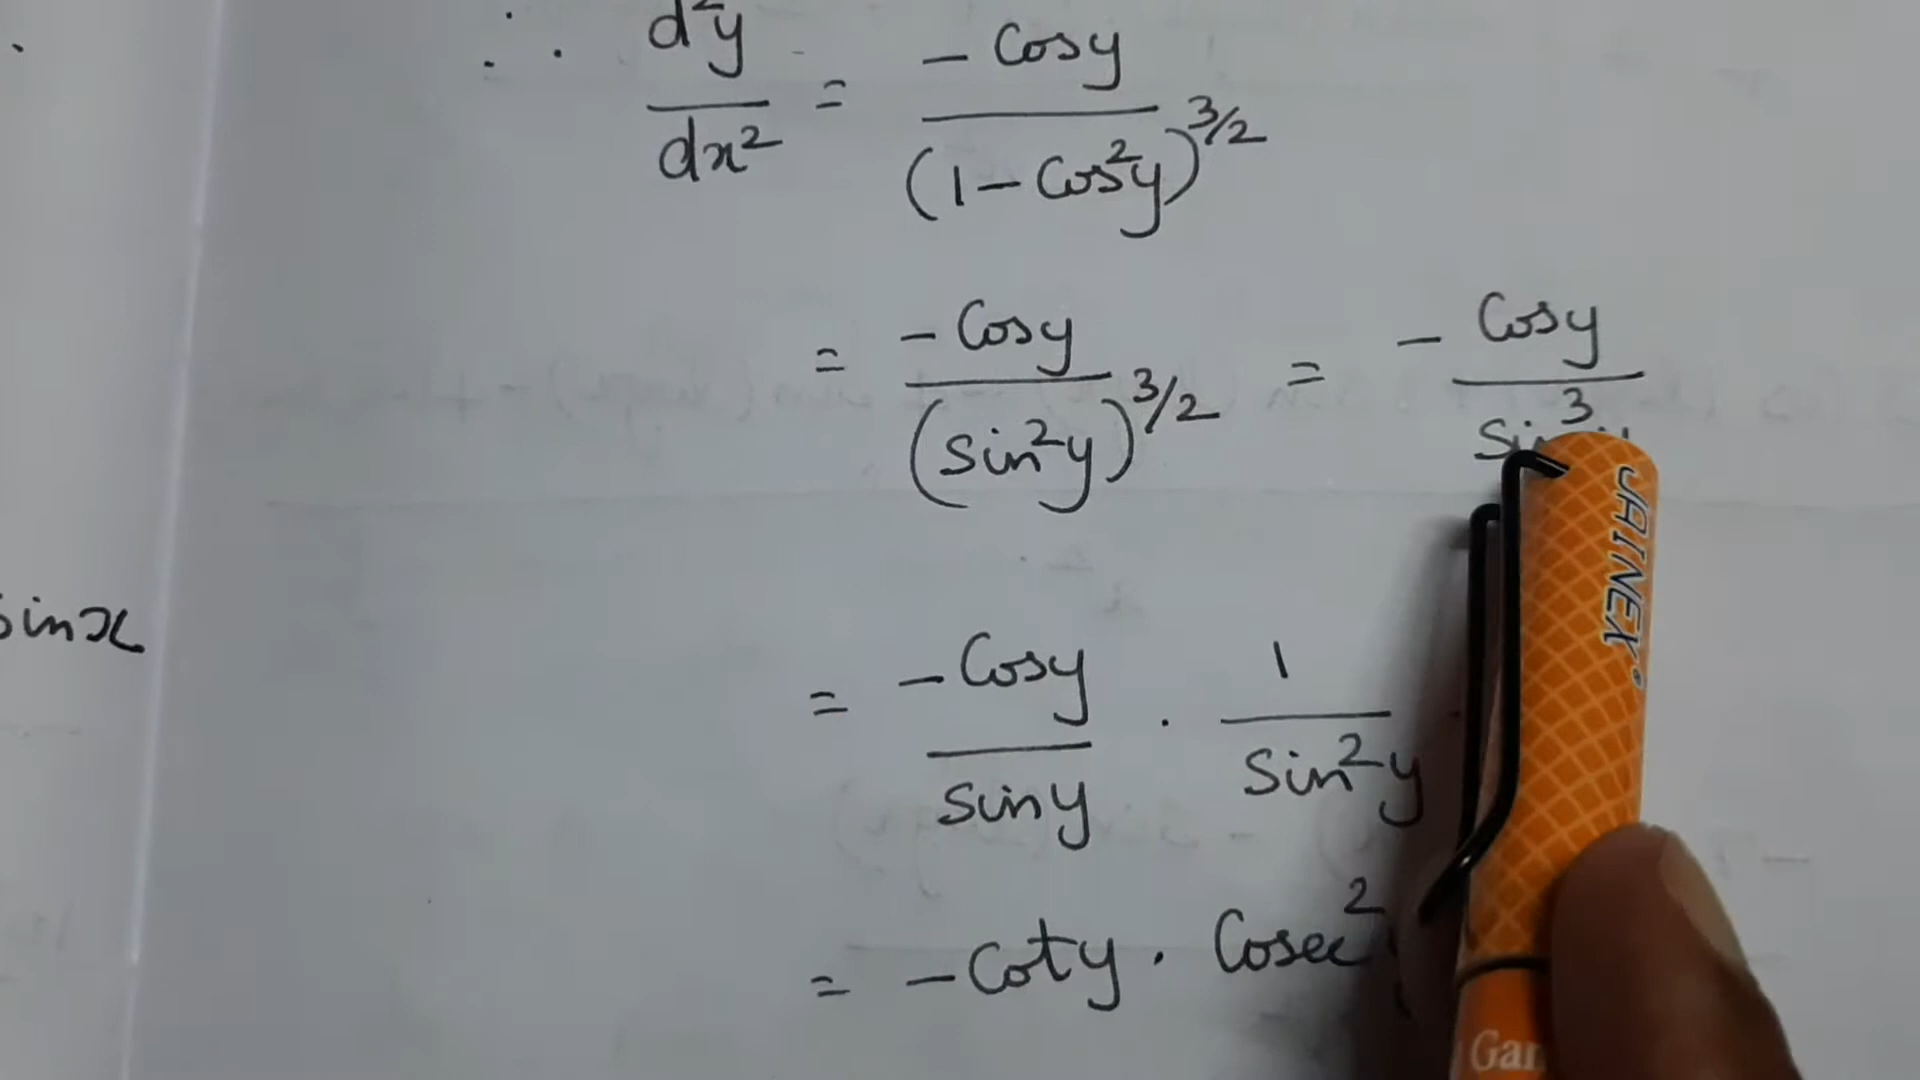 ∴ d²y/dx² = -Cosy/(1-Cos²y)^3/2
= -Cosy/(sin²y)^3/2 = -Cosy/sin³y
sinx
= -Cosy/siny · 1/Sin²y
= -Coty · Cosec²
JAINEX